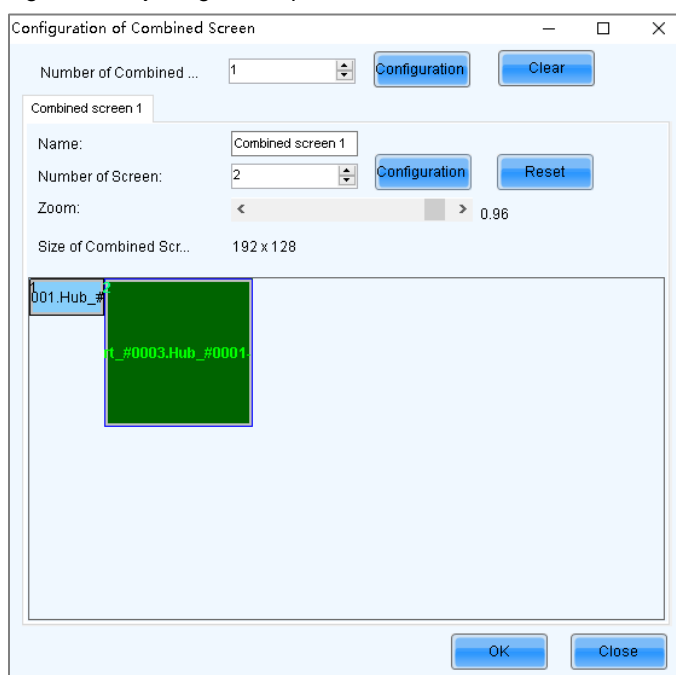 Configuration of Combined Screen
Number of Combined ... 1 Configuration Clear
Combined screen 1
Name: Combined screen 1
Number of Screen: 2 Configuration Reset
Zoom: 0.96
Size of Combined Scr... 192 x 128
1 2
001.Hub_#
rt_#0003.Hub_#0001-
OK Close